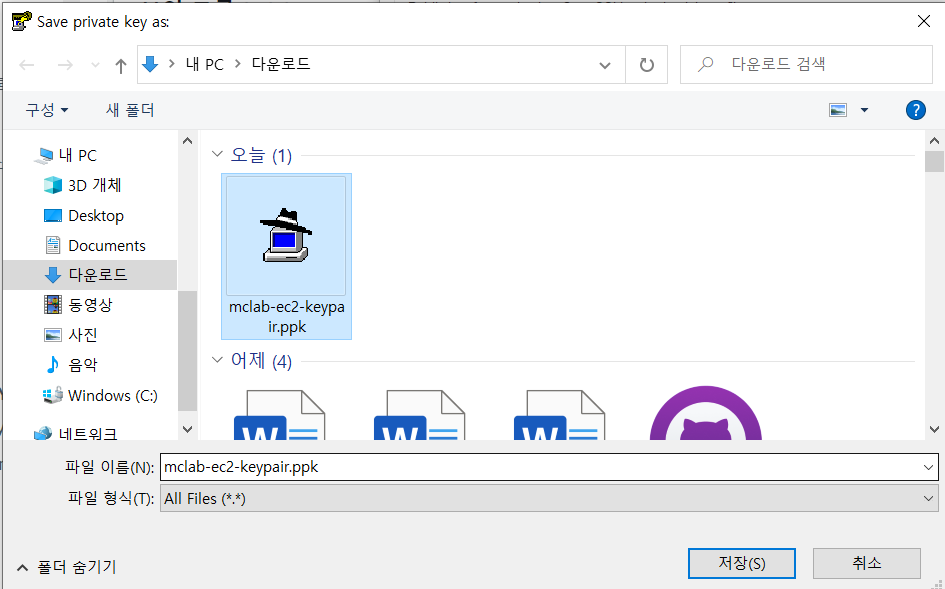 Save private key as:
내 PC
다운로드
다운로드 검색
구성
새 폴더
내 PC
3D 개체
Desktop
Documents
다운로드
동영상
사진
음악
Windows (C:)
네트워크
오늘 (1)
mclab-ec2-keypa
ir.ppk
어제 (4)
W
W
W
파일 이름(N):
mclab-ec2-keypair.ppk
파일 형식(T):
All Files (*.*)
폴더 숨기기
저장(S)
취소